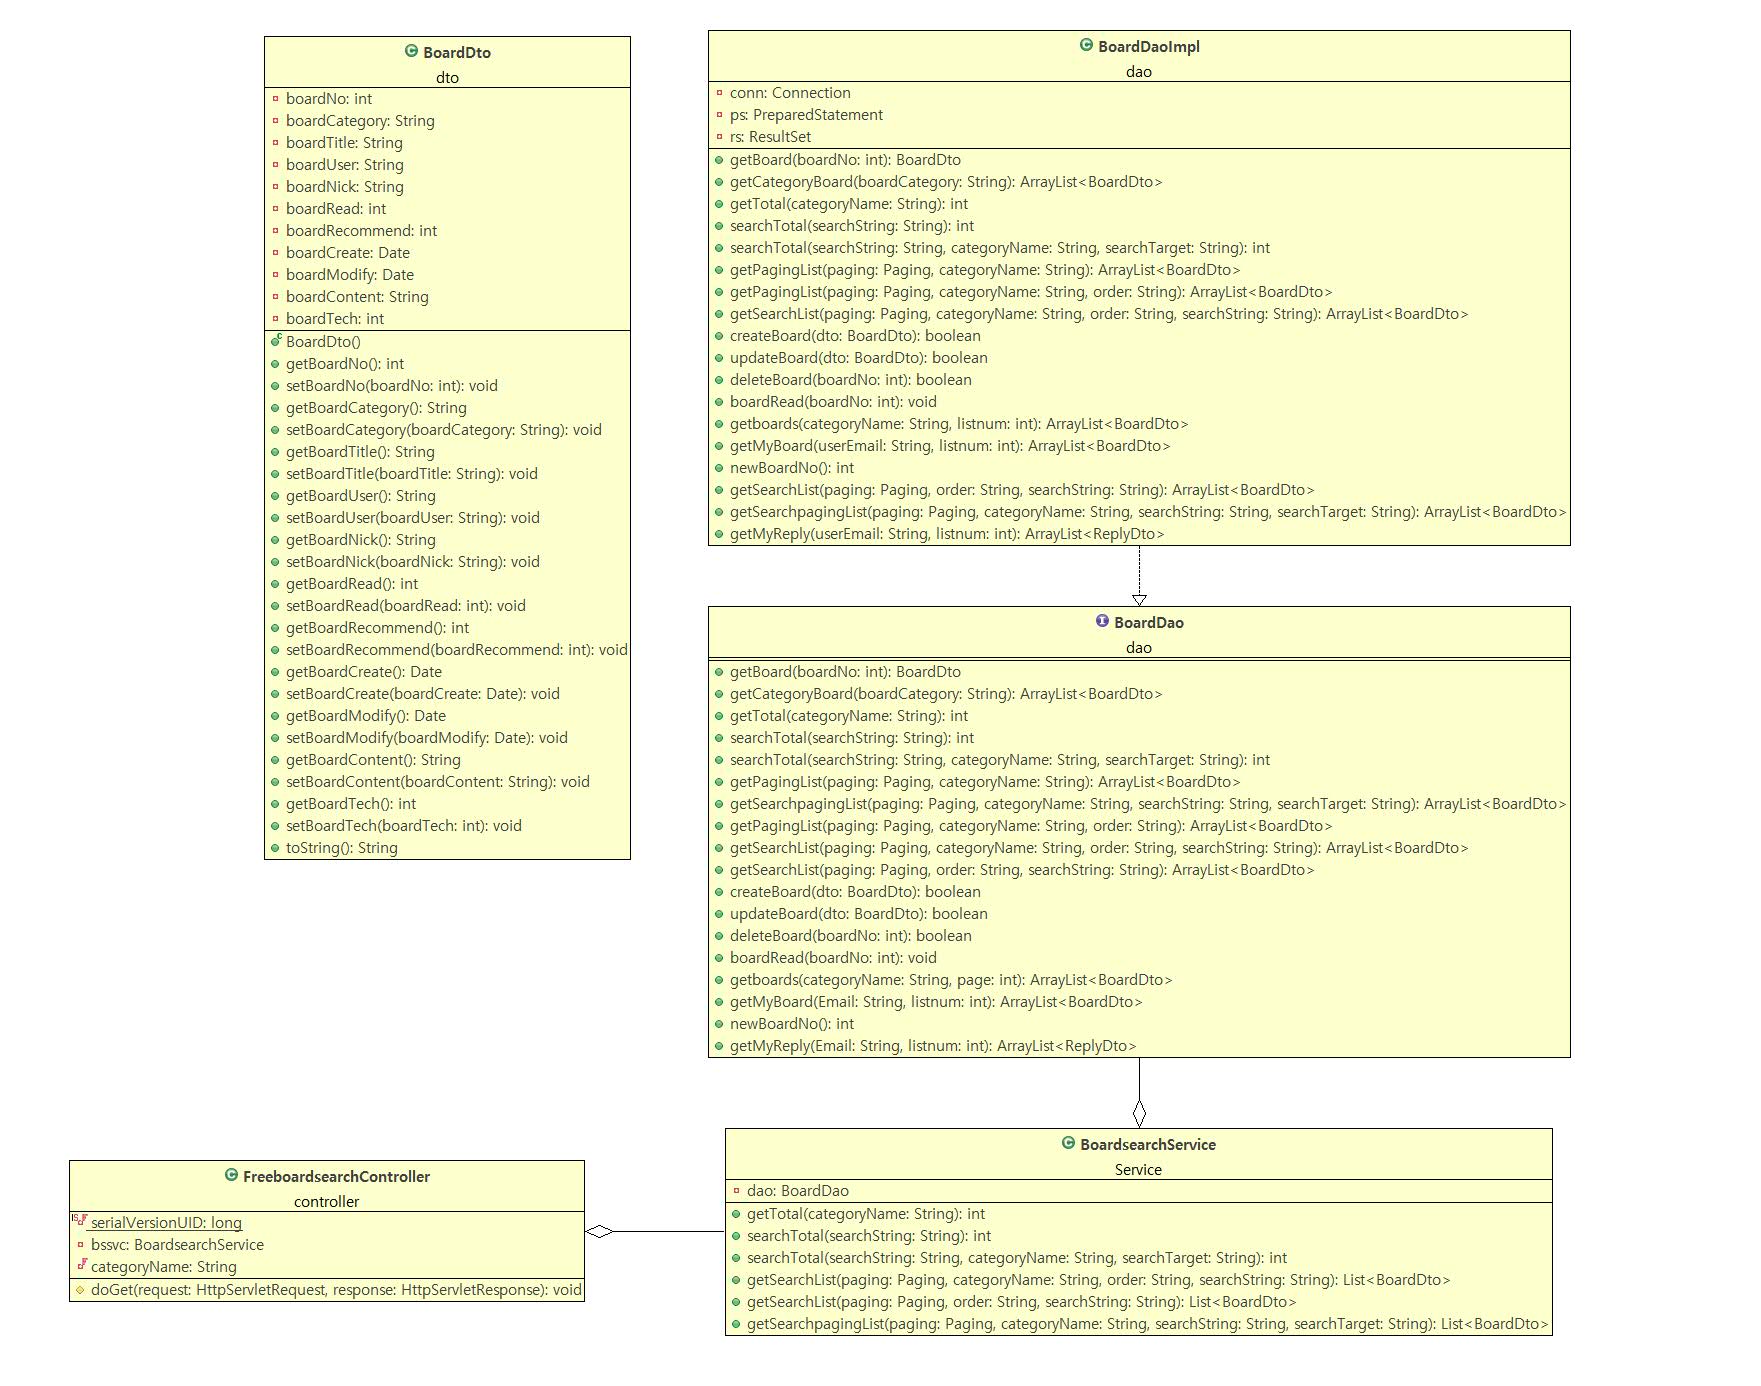 BoardDto
dto
boardNo: int
boardCategory: String
boardTitle: String
boardUser: String
boardNick: String
boardRead: int
boardRecommend: int
boardCreate: Date
boardModify: Date
boardContent: String
boardTech: int
BoardDto()
getBoardNo(): int
setBoardNo(boardNo: int): void
getBoardCategory(): String
setBoardCategory(boardCategory: String): void
getBoardTitle(): String
setBoardTitle(boardTitle: String): void
getBoardUser(): String
setBoardUser(boardUser: String): void
getBoardNick(): String
setBoardNick(boardNick: String): void
getBoardRead(): int
setBoardRead(boardRead: int): void
getBoardRecommend(): int
setBoardRecommend(boardRecommend: int): void
getBoardCreate(): Date
setBoardCreate(boardCreate: Date): void
getBoardModify(): Date
setBoardModify(boardModify: Date): void
getBoardContent(): String
setBoardContent(boardContent: String): void
getBoardTech(): int
setBoardTech(boardTech: int): void
toString(): String
BoardDaoImpl
dao
conn: Connection
ps: PreparedStatement
rs: ResultSet
getBoard(boardNo: int): BoardDto
getCategoryBoard(boardCategory: String): ArrayList<BoardDto>
getTotal(categoryName: String): int
searchTotal(searchString: String): int
searchTotal(searchString: String, categoryName: String, searchTarget: String): int
getPagingList(paging: Paging, categoryName: String): ArrayList<BoardDto>
getPagingList(paging: Paging, categoryName: String, order: String): ArrayList<BoardDto>
getSearchList(paging: Paging, categoryName: String, order: String, searchString: String): ArrayList<BoardDto>
createBoard(dto: BoardDto): boolean
updateBoard(dto: BoardDto): boolean
deleteBoard(boardNo: int): boolean
boardRead(boardNo: int): void
getboards(categoryName: String, listnum: int): ArrayList<BoardDto>
getMyBoard(userEmail: String, listnum: int): ArrayList<BoardDto>
newBoardNo(): int
getSearchList(paging: Paging, order: String, searchString: String): ArrayList<BoardDto>
getSearchpagingList(paging: Paging, categoryName: String, searchString: String, searchTarget: String): ArrayList<BoardDto>
getMyReply(userEmail: String, listnum: int): ArrayList<ReplyDto>
BoardDao
dao
getBoard(boardNo: int): BoardDto
getCategoryBoard(boardCategory: String): ArrayList<BoardDto>
getTotal(categoryName: String): int
searchTotal(searchString: String): int
searchTotal(searchString: String, categoryName: String, searchTarget: String): int
getPagingList(paging: Paging, categoryName: String): ArrayList<BoardDto>
getSearchpagingList(paging: Paging, categoryName: String, searchString: String, searchTarget: String): ArrayList<BoardDto>
getPagingList(paging: Paging, categoryName: String, order: String): ArrayList<BoardDto>
getSearchList(paging: Paging, categoryName: String, order: String, searchString: String): ArrayList<BoardDto>
getSearchList(paging: Paging, order: String, searchString: String): ArrayList<BoardDto>
createBoard(dto: BoardDto): boolean
updateBoard(dto: BoardDto): boolean
deleteBoard(boardNo: int): boolean
boardRead(boardNo: int): void
getboards(categoryName: String, page: int): ArrayList<BoardDto>
getMyBoard(Email: String, listnum: int): ArrayList<BoardDto>
newBoardNo(): int
getMyReply(Email: String, listnum: int): ArrayList<ReplyDto>
FreeboardsearchController
controller
serialVersionUID: long
bssvc: BoardsearchService
categoryName: String
doGet(request: HttpServletRequest, response: HttpServletResponse): void
BoardsearchService
Service
dao: BoardDao
getTotal(categoryName: String): int
searchTotal(searchString: String): int
searchTotal(searchString: String, categoryName: String, searchTarget: String): int
getSearchList(paging: Paging, categoryName: String, order: String, searchString: String): List<BoardDto>
getSearchList(paging: Paging, order: String, searchString: String): List<BoardDto>
getSearchpagingList(paging: Paging, categoryName: String, searchString: String, searchTarget: String): List<BoardDto>